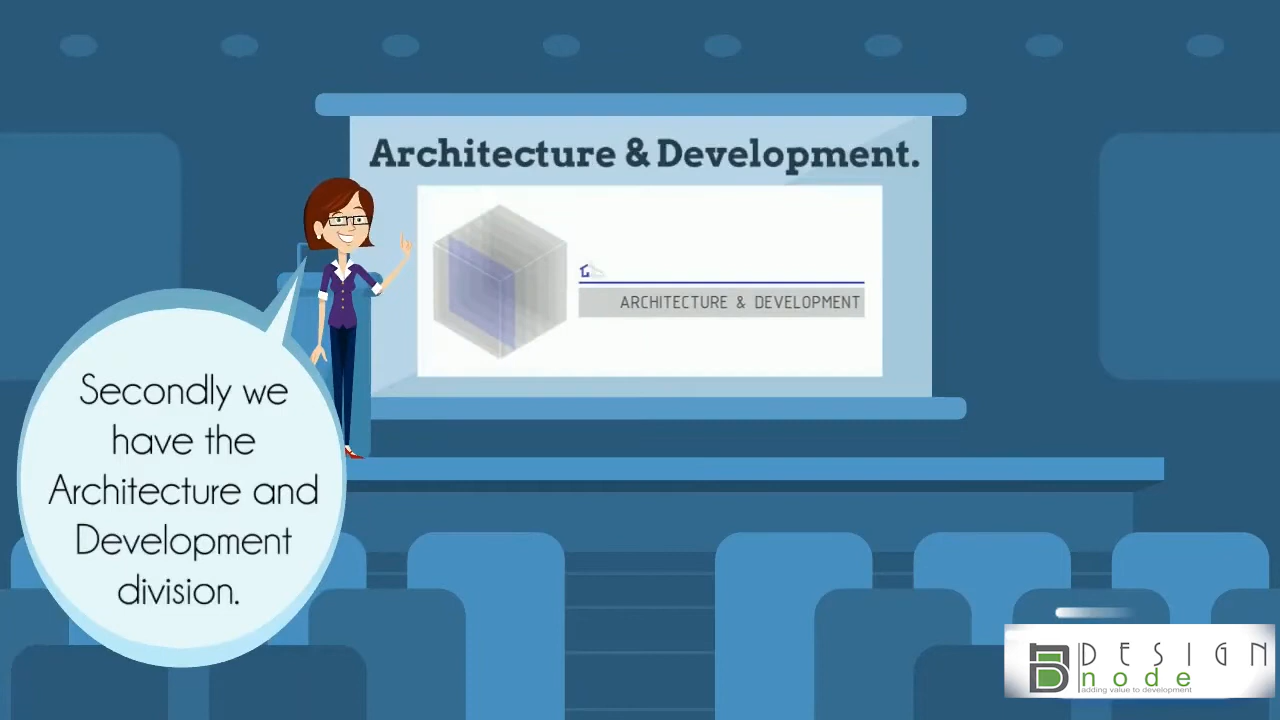 Architecture & Development.
ARCHITECTURE & DEVELOPMENT
Secondly we
have the
Architecture and
Development
division.
DESIGN
node
adding value to development